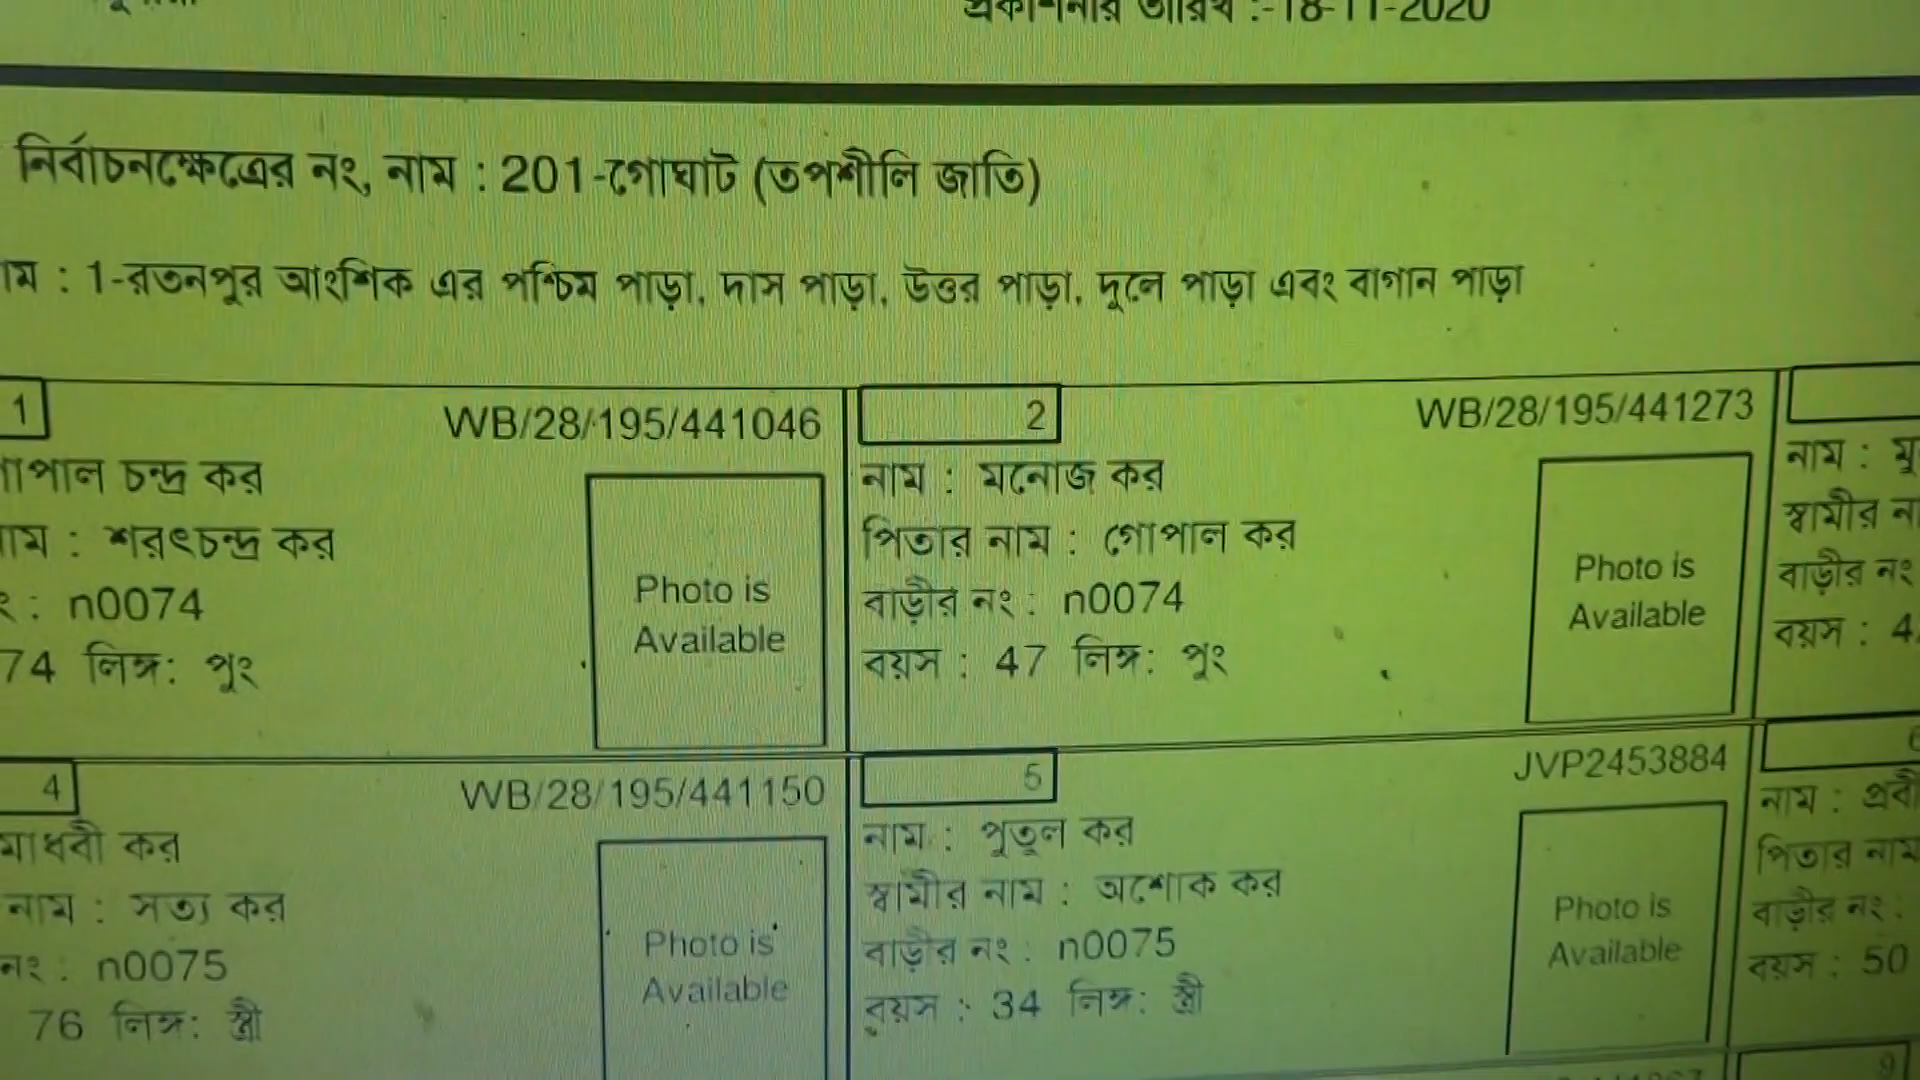 প্রকাশনার তারিখ :-18-11-2020
নির্বাচনক্ষেত্রের নং, নাম : 201-গোঘাট (তপশীলি জাতি)
: 1-রতনপুর আংশিক এর পশ্চিম পাড়া, দাস পাড়া, উত্তর পাড়া, দুলে পাড়া এবং বাগান পাড়া
1
WB/28/195/441046
চন্দ্র কর
: শরৎচন্দ্র কর
: n0074
74 লিঙ্গ: পুং
Photo is
Available
2
WB/28/195/441273
নাম : মনোজ কর
পিতার নাম : গোপাল কর
বাড়ীর নং : n0074
বয়স : 47 লিঙ্গ: পুং
Photo is
Available
নাম :
স্বামীর
বাড়ীর নং
বয়স : 4
4
WB/28/195/441150
মাধবী কর
নাম : সত্য কর
নং : n0075
76 লিঙ্গ: স্ত্রী
Photo is
Available
5
JVP2453884
নাম : পুতুল কর
স্বামীর নাম : অশোক কর
বাড়ীর নং : n0075
বয়স : 34 লিঙ্গ: স্ত্রী
Photo is
Available
6
নাম :
পিতার নাম
বাড়ীর নং :
বয়স : 50
9